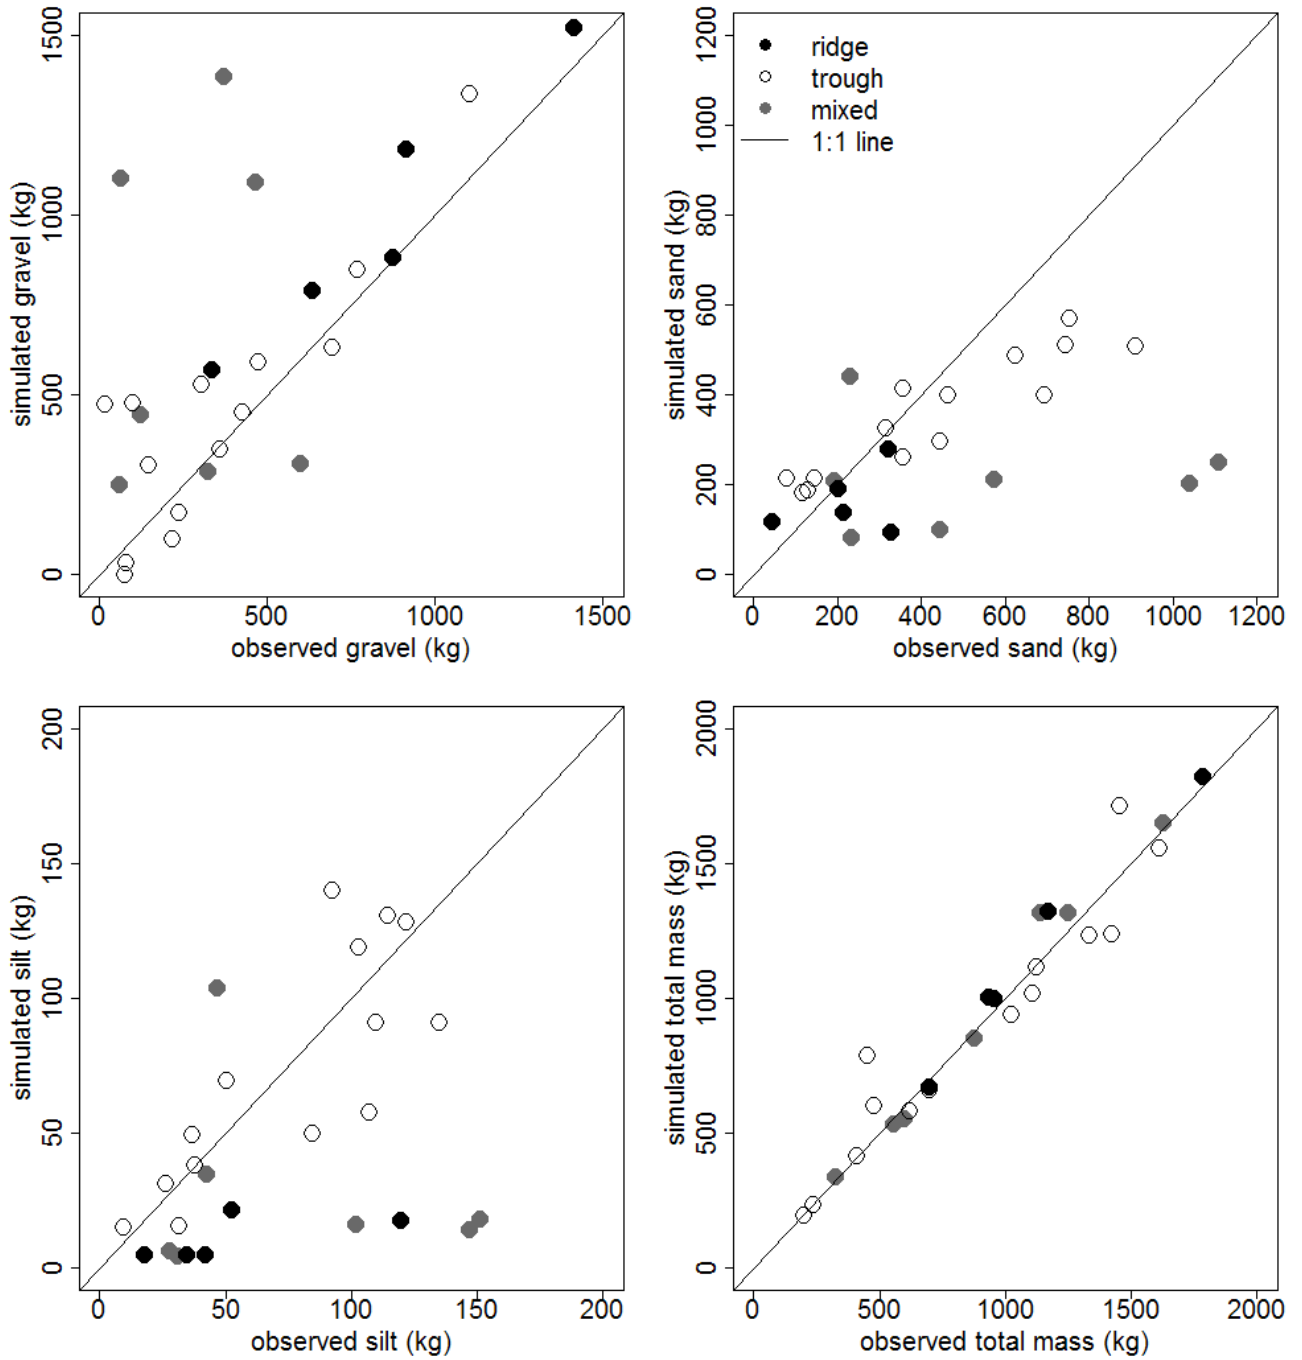 simulated gravel (kg)
1500
1000
500
0
0 500 1000 1500
observed gravel (kg)
simulated sand (kg)
1200
1000
800
600
400
200
0
ridge
trough
mixed
1:1 line
0 200 400 600 800 1000 1200
observed sand (kg)
simulated silt (kg)
200
150
100
50
0
0 50 100 150 200
observed silt (kg)
simulated total mass (kg)
2000
1500
1000
500
0
0 500 1000 1500 2000
observed total mass (kg)